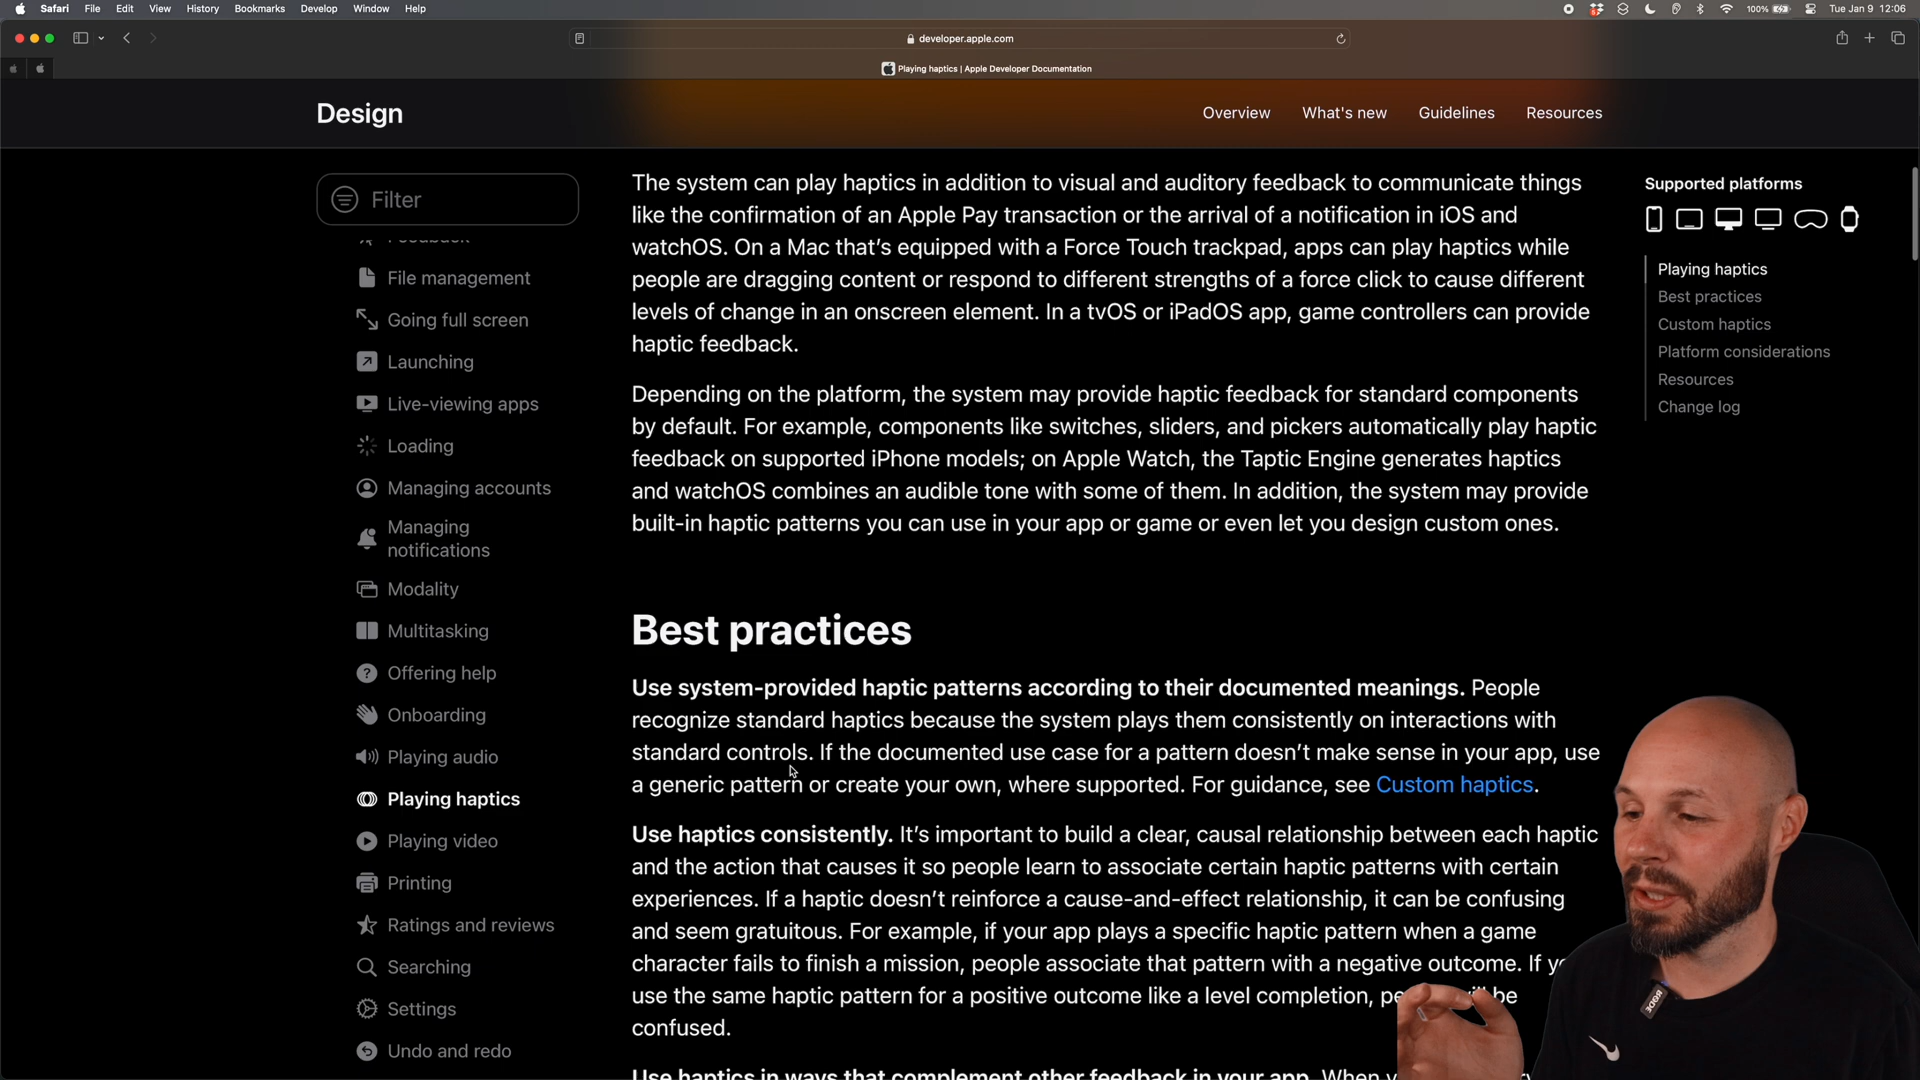 Safari File Edit View History Bookmarks Develop Window Help 100% Tue Jan 9 12:06
developer.apple.com
Playing haptics | Apple Developer Documentation
Design Overview What's new Guidelines Resources
Filter
Feedback
File management
Going full screen
Launching
Live-viewing apps
Loading
Managing accounts
Managing
notifications
Modality
Multitasking
Offering help
Onboarding
Playing audio
Playing haptics
Playing video
Printing
Ratings and reviews
Searching
Settings
Undo and redo
The system can play haptics in addition to visual and auditory feedback to communicate things
like the confirmation of an Apple Pay transaction or the arrival of a notification in iOS and
watchOS. On a Mac that’s equipped with a Force Touch trackpad, apps can play haptics while
people are dragging content or respond to different strengths of a force click to cause different
levels of change in an onscreen element. In a tvOS or iPadOS app, game controllers can provide
haptic feedback.
Depending on the platform, the system may provide haptic feedback for standard components
by default. For example, components like switches, sliders, and pickers automatically play haptic
feedback on supported iPhone models; on Apple Watch, the Taptic Engine generates haptics
and watchOS combines an audible tone with some of them. In addition, the system may provide
built-in haptic patterns you can use in your app or game or even let you design custom ones.
Best practices
Use system-provided haptic patterns according to their documented meanings. People
recognize standard haptics because the system plays them consistently on interactions with
standard controls. If the documented use case for a pattern doesn’t make sense in your app, use
a generic pattern or create your own, where supported. For guidance, see Custom haptics.
Use haptics consistently. It’s important to build a clear, causal relationship between each haptic
and the action that causes it so people learn to associate certain haptic patterns with certain
experiences. If a haptic doesn’t reinforce a cause-and-effect relationship, it can be confusing
and seem gratuitous. For example, if your app plays a specific haptic pattern when a game
character fails to finish a mission, people associate that pattern with a negative outcome. If
use the same haptic pattern for a positive outcome like a level completion, be
confused.
Use haptics in ways that complement other feedback in your app. When
Supported platforms
Playing haptics
Best practices
Custom haptics
Platform considerations
Resources
Change log
RODE